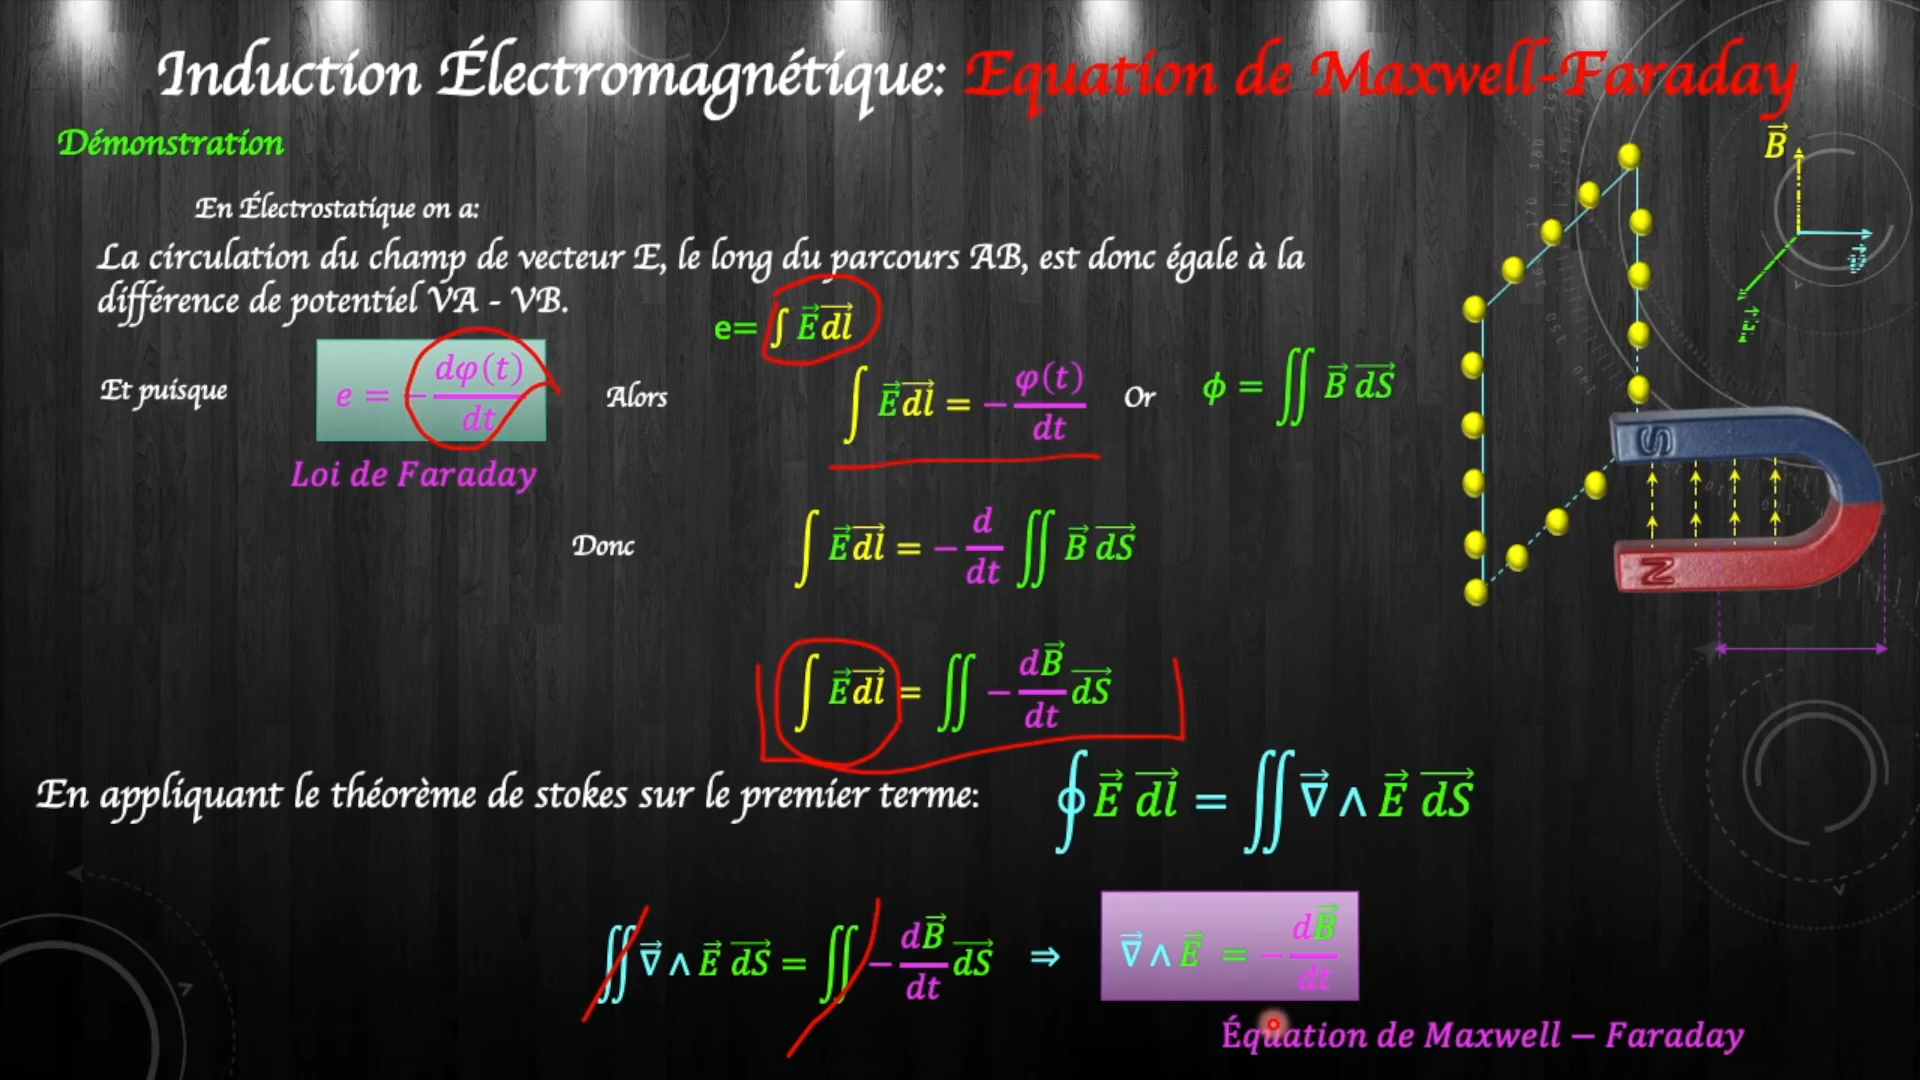 Induction Électromagnétique: Equation de Maxwell-Faraday
Démonstration
En Électrostatique on a:
La circulation du champ de vecteur E, le long du parcours AB, est donc égale à la
différence de potentiel VA - VB.
e= ∫ E⃗ dl⃗
Et puisque
e = − dφ(t)/dt
Loi de Faraday
Alors
∫ E⃗ dl⃗ = − φ(t)/dt
Or
ϕ = ∬ B⃗ dS⃗
Donc
∫ E⃗ dl⃗ = − d/dt ∬ B⃗ dS⃗
∫ E⃗ dl⃗ = ∬ − dB⃗/dt dS⃗
En appliquant le théorème de stokes sur le premier terme:
∮ E⃗ dl⃗ = ∬ ∇⃗ ∧ E⃗ dS⃗
∬ ∇⃗ ∧ E⃗ dS⃗ = ∬ − dB⃗/dt dS⃗ ⇒ ∇⃗ ∧ E⃗ = − dB⃗/dt
Équation de Maxwell − Faraday
B⃗
S
N